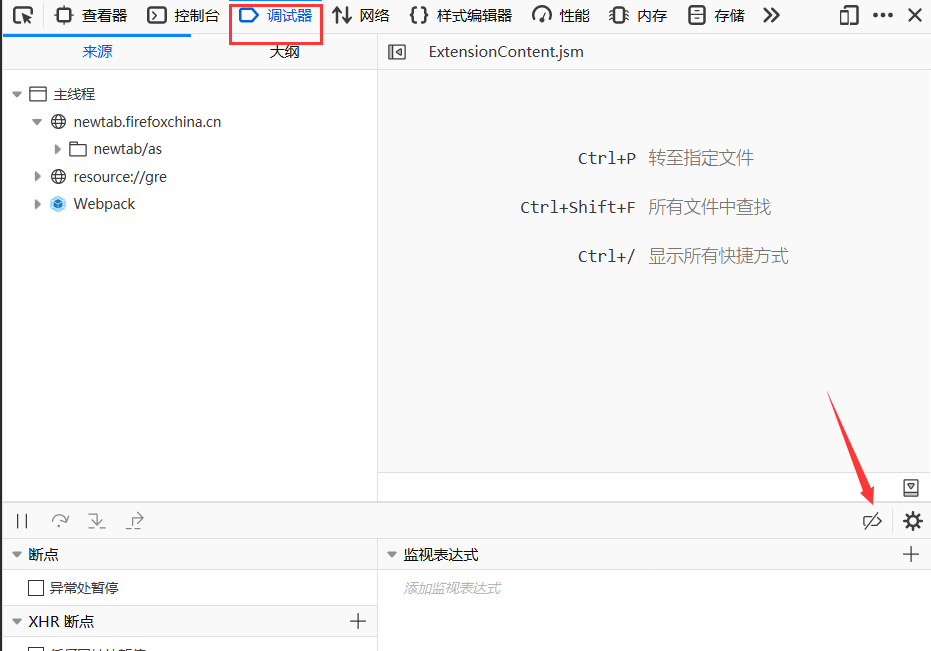 查看器 控制台 调试器 网络 样式编辑器 性能 内存 存储
来源 大纲 ExtensionContent.jsm
主线程
newtab.firefoxchina.cn
newtab/as
resource://gre
Webpack
Ctrl+P 转至指定文件
Ctrl+Shift+F 所有文件中查找
Ctrl+/ 显示所有快捷方式
断点 监视表达式
异常处暂停 添加监视表达式
XHR 断点